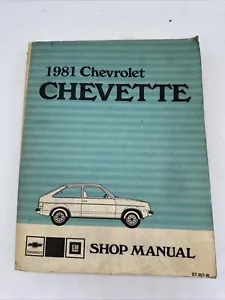 1981 Chevrolet
CHEVETTE
SHOP MANUAL